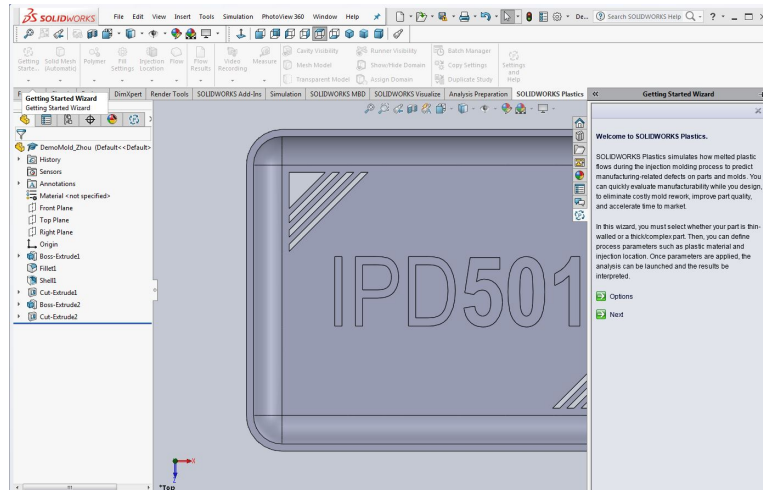 SOLIDWORKS File Edit View Insert Tools Simulation PhotoView 360 Window Help De... Search SOLIDWORKS Help
Getting Starte... Solid Mesh (Automatic) Polymer Fill Settings Injection Location Flow Flow Results Video Recording Measure
Cavity Visibility Runner Visibility Batch Manager
Mesh Model Show/Hide Domain Copy Settings Settings and Help
Transparent Model Assign Domain Duplicate Study
DimXpert Render Tools SOLIDWORKS Add-Ins Simulation SOLIDWORKS MBD SOLIDWORKS Visualize Analysis Preparation SOLIDWORKS Plastics
Getting Started Wizard
Getting Started Wizard
DemoMold_Zhou (Default<<Default>
History
Sensors
Annotations
Material <not specified>
Front Plane
Top Plane
Right Plane
Origin
Boss-Extrude1
Fillet1
Shell1
Cut-Extrude1
Boss-Extrude2
Cut-Extrude2
IPD501
X
Z
*Top
Getting Started Wizard
Welcome to SOLIDWORKS Plastics.
SOLIDWORKS Plastics simulates how melted plastic
flows during the injection molding process to predict
manufacturing-related defects on parts and molds. You
can quickly evaluate manufacturability while you design,
to eliminate costly mold rework, improve part quality,
and accelerate time to market.
In this wizard, you must select whether your part is thin-
walled or a thick/complex part. Then, you can define
process parameters such as plastic material and
injection location. Once parameters are applied, the
analysis can be launched and the results be
interpreted.
Options
Next